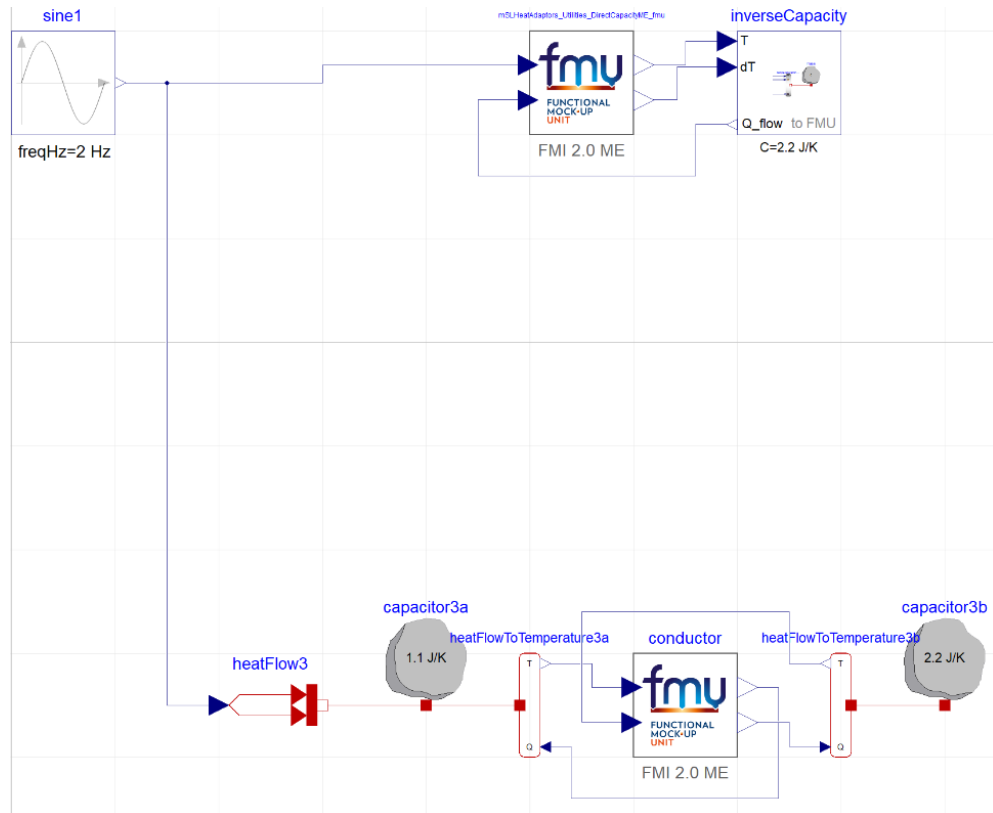 sine1
freqHz=2 Hz
mSLHeatAdaptors_Utilities_DirectCapacityME_fmu
fmu
FUNCTIONAL
MOCK-UP
UNIT
FMI 2.0 ME
inverseCapacity
T
dT
Q_flow to FMU
C=2.2 J/K
heatFlow3
capacitor3a
1.1 J/K
heatFlowToTemperature3a
T
Q
conductor
fmu
FUNCTIONAL
MOCK-UP
UNIT
FMI 2.0 ME
heatFlowToTemperature3b
T
Q
capacitor3b
2.2 J/K